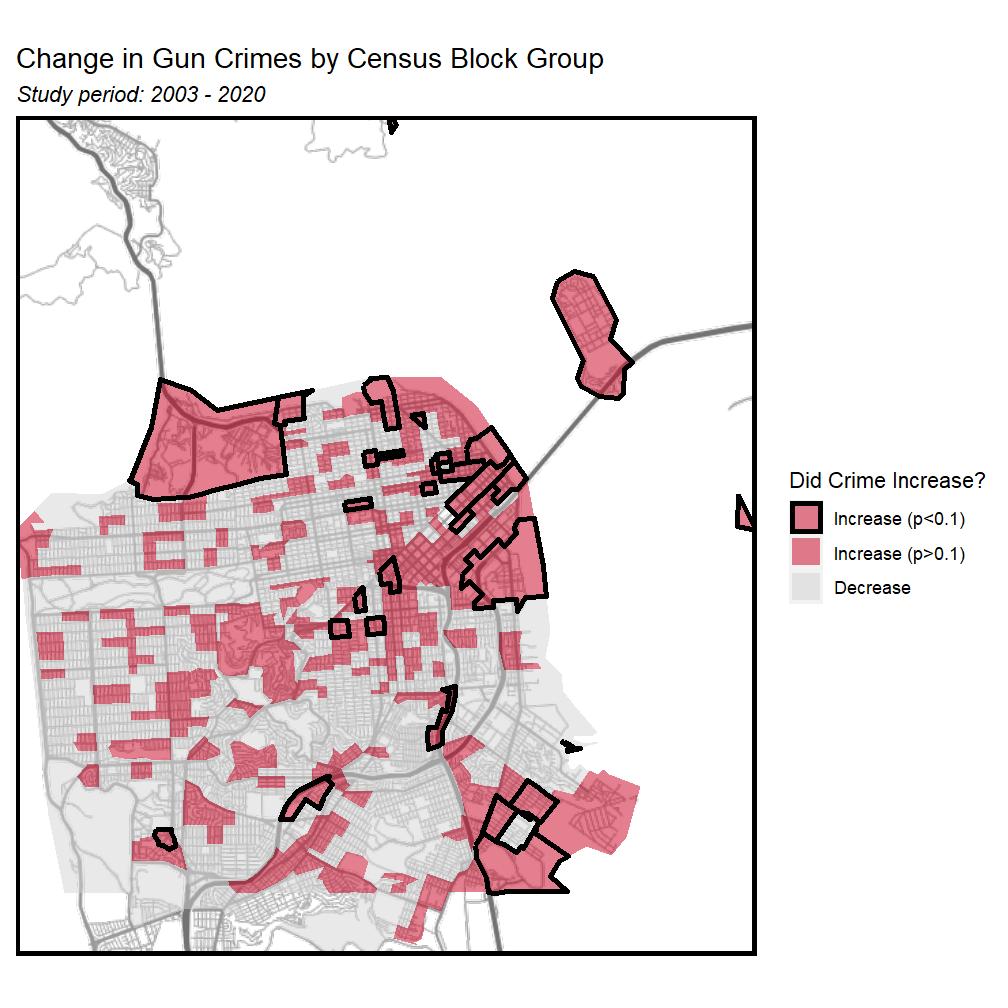 Change in Gun Crimes by Census Block Group
Study period: 2003 - 2020
Did Crime Increase?
Increase (p<0.1)
Increase (p>0.1)
Decrease